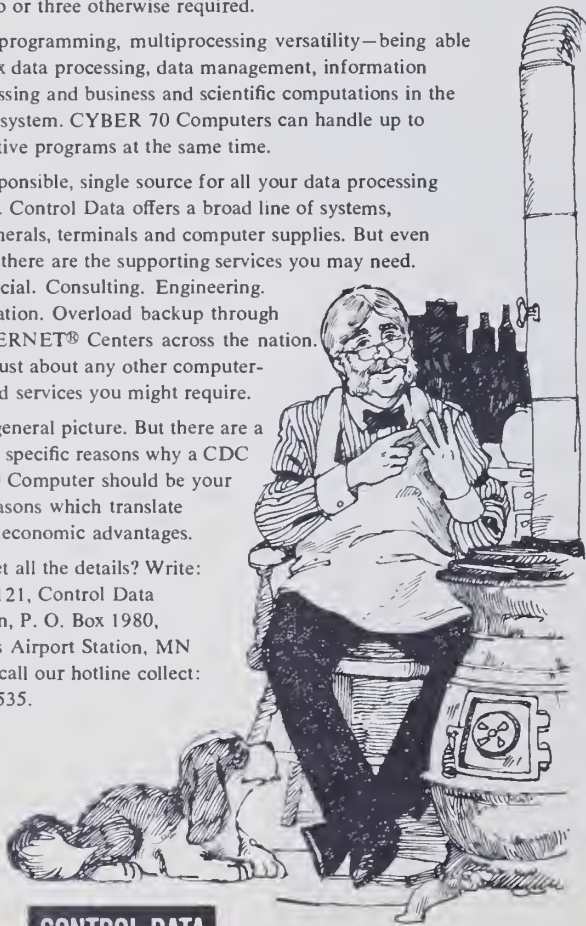 o or three otherwise required.
programming, multiprocessing versatility—being able
x data processing, data management, information
ssing and business and scientific computations in the
system. CYBER 70 Computers can handle up to
tive programs at the same time.
ponsible, single source for all your data processing
. Control Data offers a broad line of systems,
nerals, terminals and computer supplies. But even
there are the supporting services you may need.
cial. Consulting. Engineering.
ation. Overload backup through
ERNET® Centers across the nation.
ust about any other computer-
d services you might require.
general picture. But there are a
specific reasons why a CDC
Computer should be your
easons which translate
economic advantages.
et all the details? Write:
121, Control Data
n, P. O. Box 1980,
s Airport Station, MN
call our hotline collect:
535.
CONTROL DATA